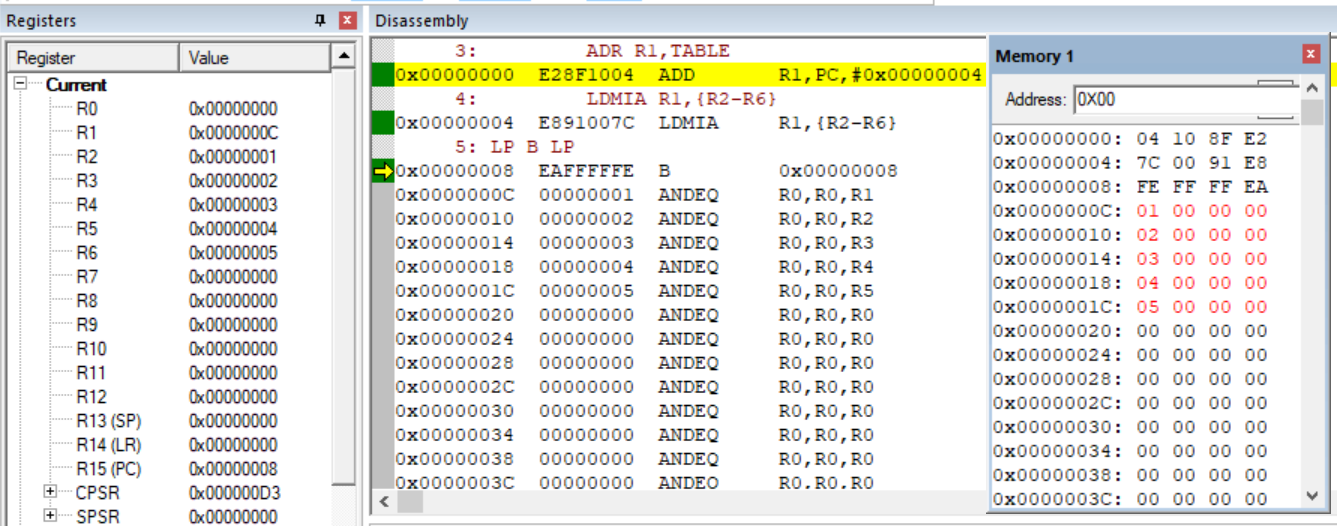 Registers
Register Value
Current
R0 0x00000000
R1 0x0000000C
R2 0x00000001
R3 0x00000002
R4 0x00000003
R5 0x00000004
R6 0x00000005
R7 0x00000000
R8 0x00000000
R9 0x00000000
R10 0x00000000
R11 0x00000000
R12 0x00000000
R13 (SP) 0x00000000
R14 (LR) 0x00000000
R15 (PC) 0x00000008
CPSR 0x000000D3
SPSR 0x00000000
Disassembly
3: ADR R1,TABLE
0x00000000 E28F1004 ADD R1,PC,#0x00000004
4: LDMIA R1,{R2-R6}
0x00000004 E891007C LDMIA R1,{R2-R6}
5: LP B LP
0x00000008 EAFFFFFE B 0x00000008
0x0000000C 00000001 ANDEQ R0,R0,R1
0x00000010 00000002 ANDEQ R0,R0,R2
0x00000014 00000003 ANDEQ R0,R0,R3
0x00000018 00000004 ANDEQ R0,R0,R4
0x0000001C 00000005 ANDEQ R0,R0,R5
0x00000020 00000000 ANDEQ R0,R0,R0
0x00000024 00000000 ANDEQ R0,R0,R0
0x00000028 00000000 ANDEQ R0,R0,R0
0x0000002C 00000000 ANDEQ R0,R0,R0
0x00000030 00000000 ANDEQ R0,R0,R0
0x00000034 00000000 ANDEQ R0,R0,R0
0x00000038 00000000 ANDEQ R0,R0,R0
0x0000003C 00000000 ANDEQ R0,R0,R0
Memory 1
Address: 0X00
0x00000000: 04 10 8F E2
0x00000004: 7C 00 91 E8
0x00000008: FE FF FF EA
0x0000000C: 01 00 00 00
0x00000010: 02 00 00 00
0x00000014: 03 00 00 00
0x00000018: 04 00 00 00
0x0000001C: 05 00 00 00
0x00000020: 00 00 00 00
0x00000024: 00 00 00 00
0x00000028: 00 00 00 00
0x0000002C: 00 00 00 00
0x00000030: 00 00 00 00
0x00000034: 00 00 00 00
0x00000038: 00 00 00 00
0x0000003C: 00 00 00 00